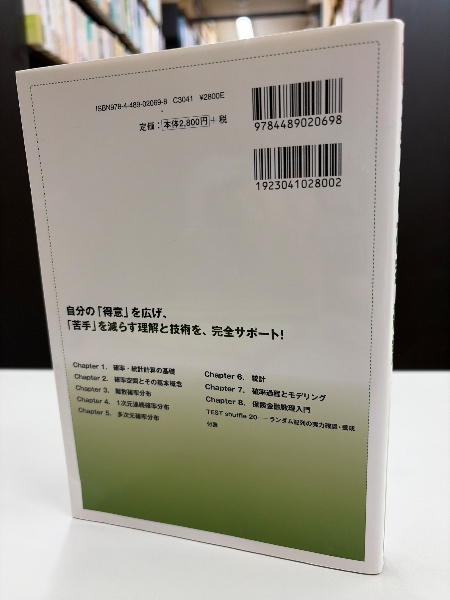 ISBN978-4-489-02069-8 C3041 ¥2800E
定価：本体2,800円＋税
9784489020698
1923041028002
自分の「得意」を広げ、
「苦手」を減らす理解と技術を、完全サポート！
Chapter 1. 確率・統計計算の基礎
Chapter 2. 確率空間とその基本概念
Chapter 3. 離散確率分布
Chapter 4. 1次元連続確率分布
Chapter 5. 多次元確率分布
Chapter 6. 統計
Chapter 7. 確率過程とモデリング
Chapter 8. 保険金融数理入門
TEST shuffle 20 —ランダム配列の実力確認・養成
付表